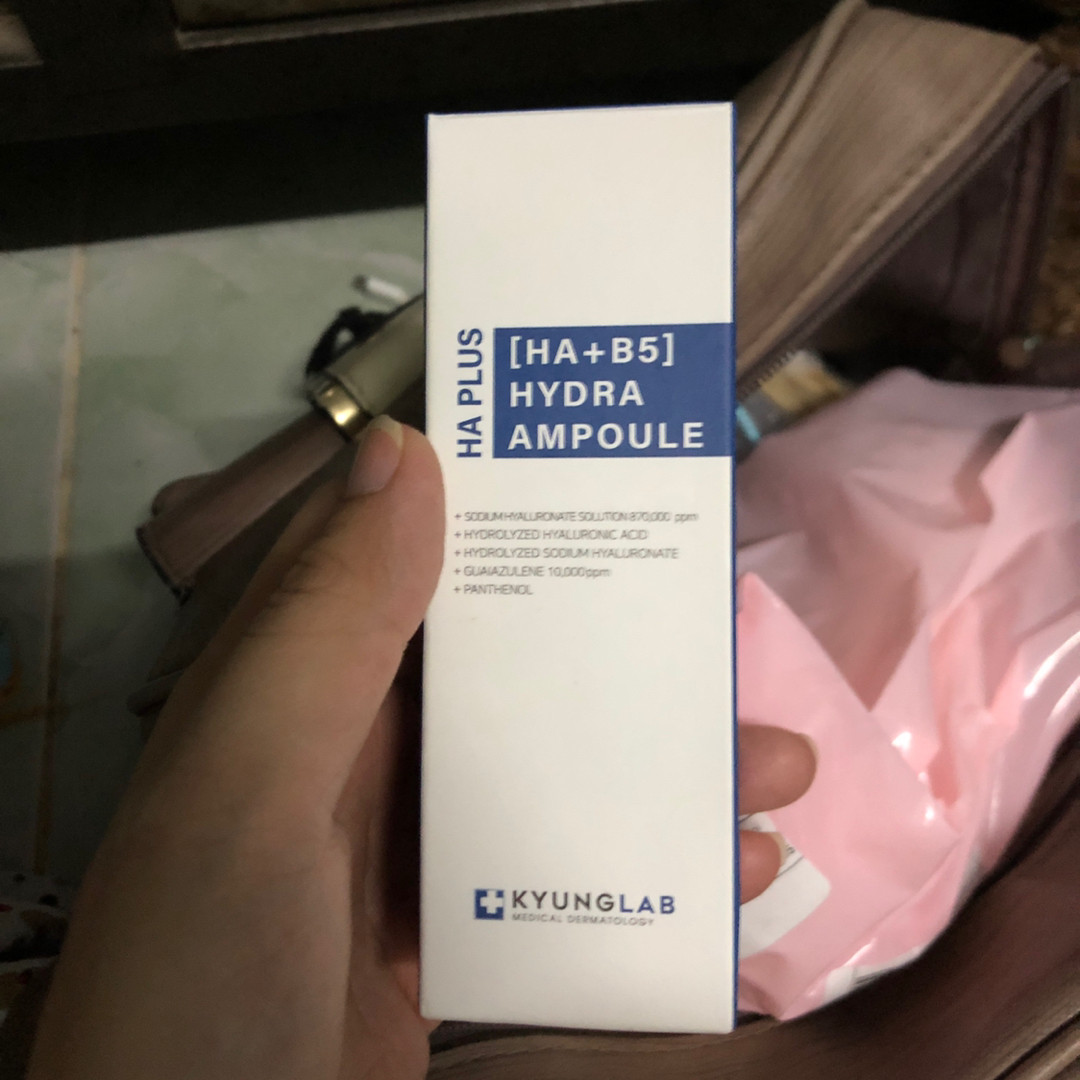 HA PLUS
[HA+B5]
HYDRA
AMPOULE
+ SODIUM HYALURONATE SOLUTION 870,000 ppm
+ HYDROLYZED HYALURONIC ACID
+ HYDROLYZED SODIUM HYALURONATE
+ GUAIAZULENE 10,000ppm
+ PANTHENOL
KYUNGLAB
MEDICAL DERMATOLOGY